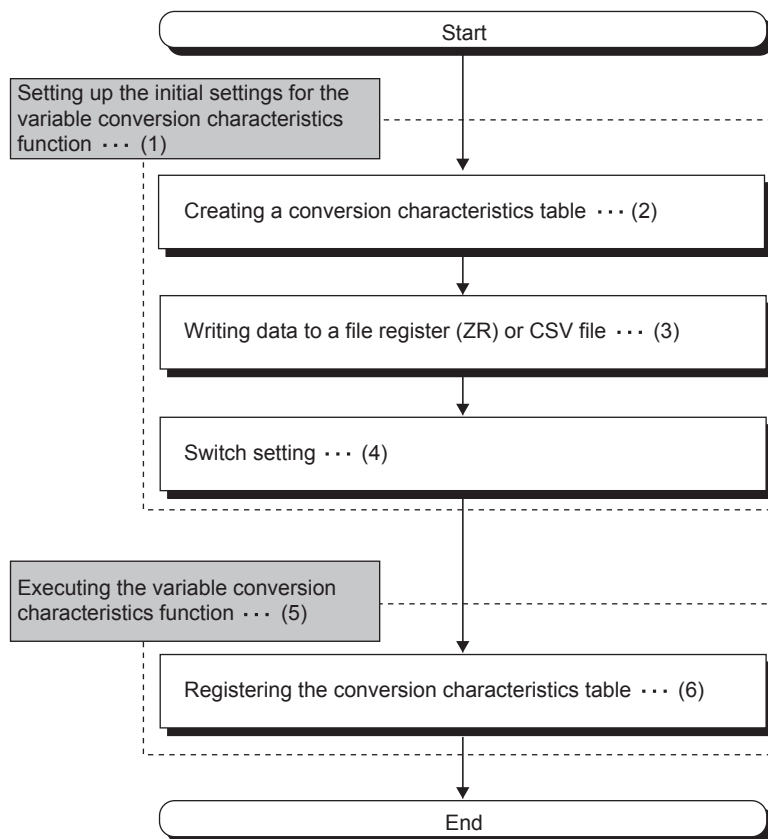 Start
Setting up the initial settings for the
variable conversion characteristics
function ･･･ (1)
Creating a conversion characteristics table ･･･ (2)
Writing data to a file register (ZR) or CSV file ･･･ (3)
Switch setting ･･･ (4)
Executing the variable conversion
characteristics function ･･･ (5)
Registering the conversion characteristics table ･･･ (6)
End